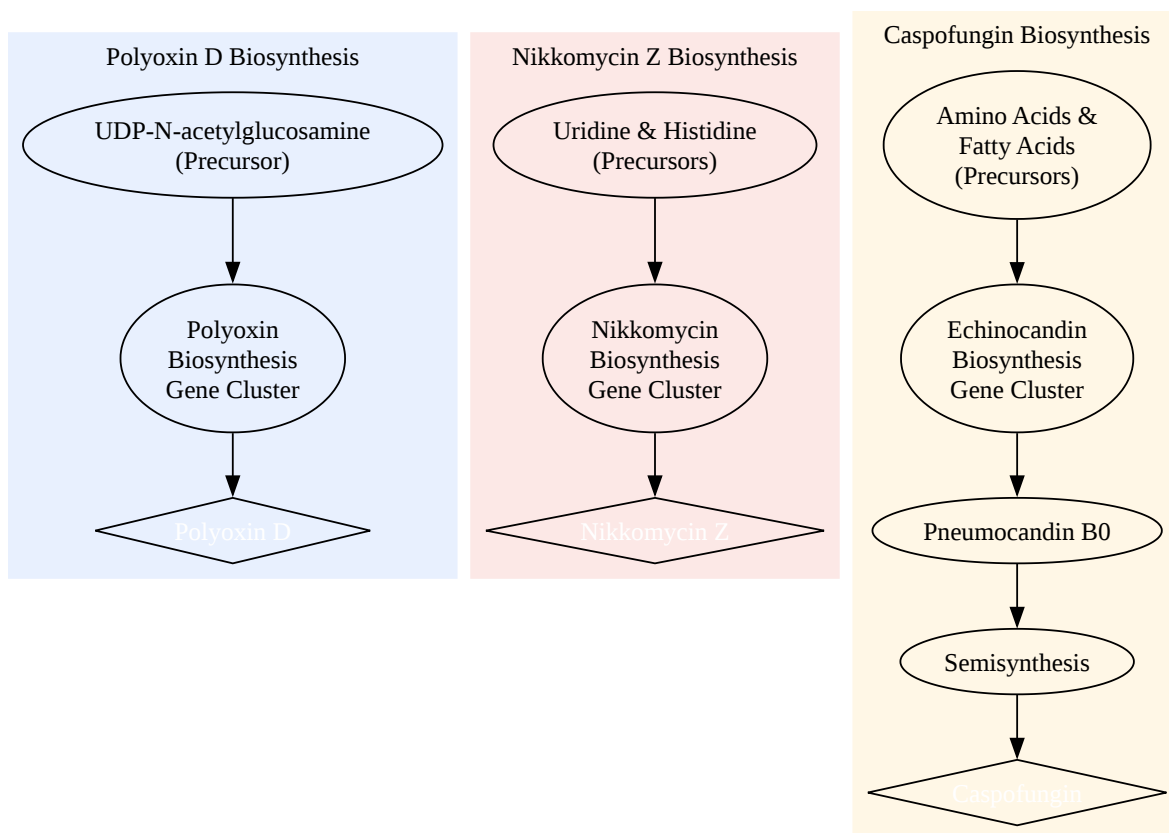 Polyoxin D Biosynthesis
UDP-N-acetylglucosamine
(Precursor)
Polyoxin
Biosynthesis
Gene Cluster
Polyoxin D
Nikkomycin Z Biosynthesis
Uridine & Histidine
(Precursors)
Nikkomycin
Biosynthesis
Gene Cluster
Nikkomycin Z
Caspofungin Biosynthesis
Amino Acids &
Fatty Acids
(Precursors)
Echinocandin
Biosynthesis
Gene Cluster
Pneumocandin B0
Semisynthesis
Caspofungin